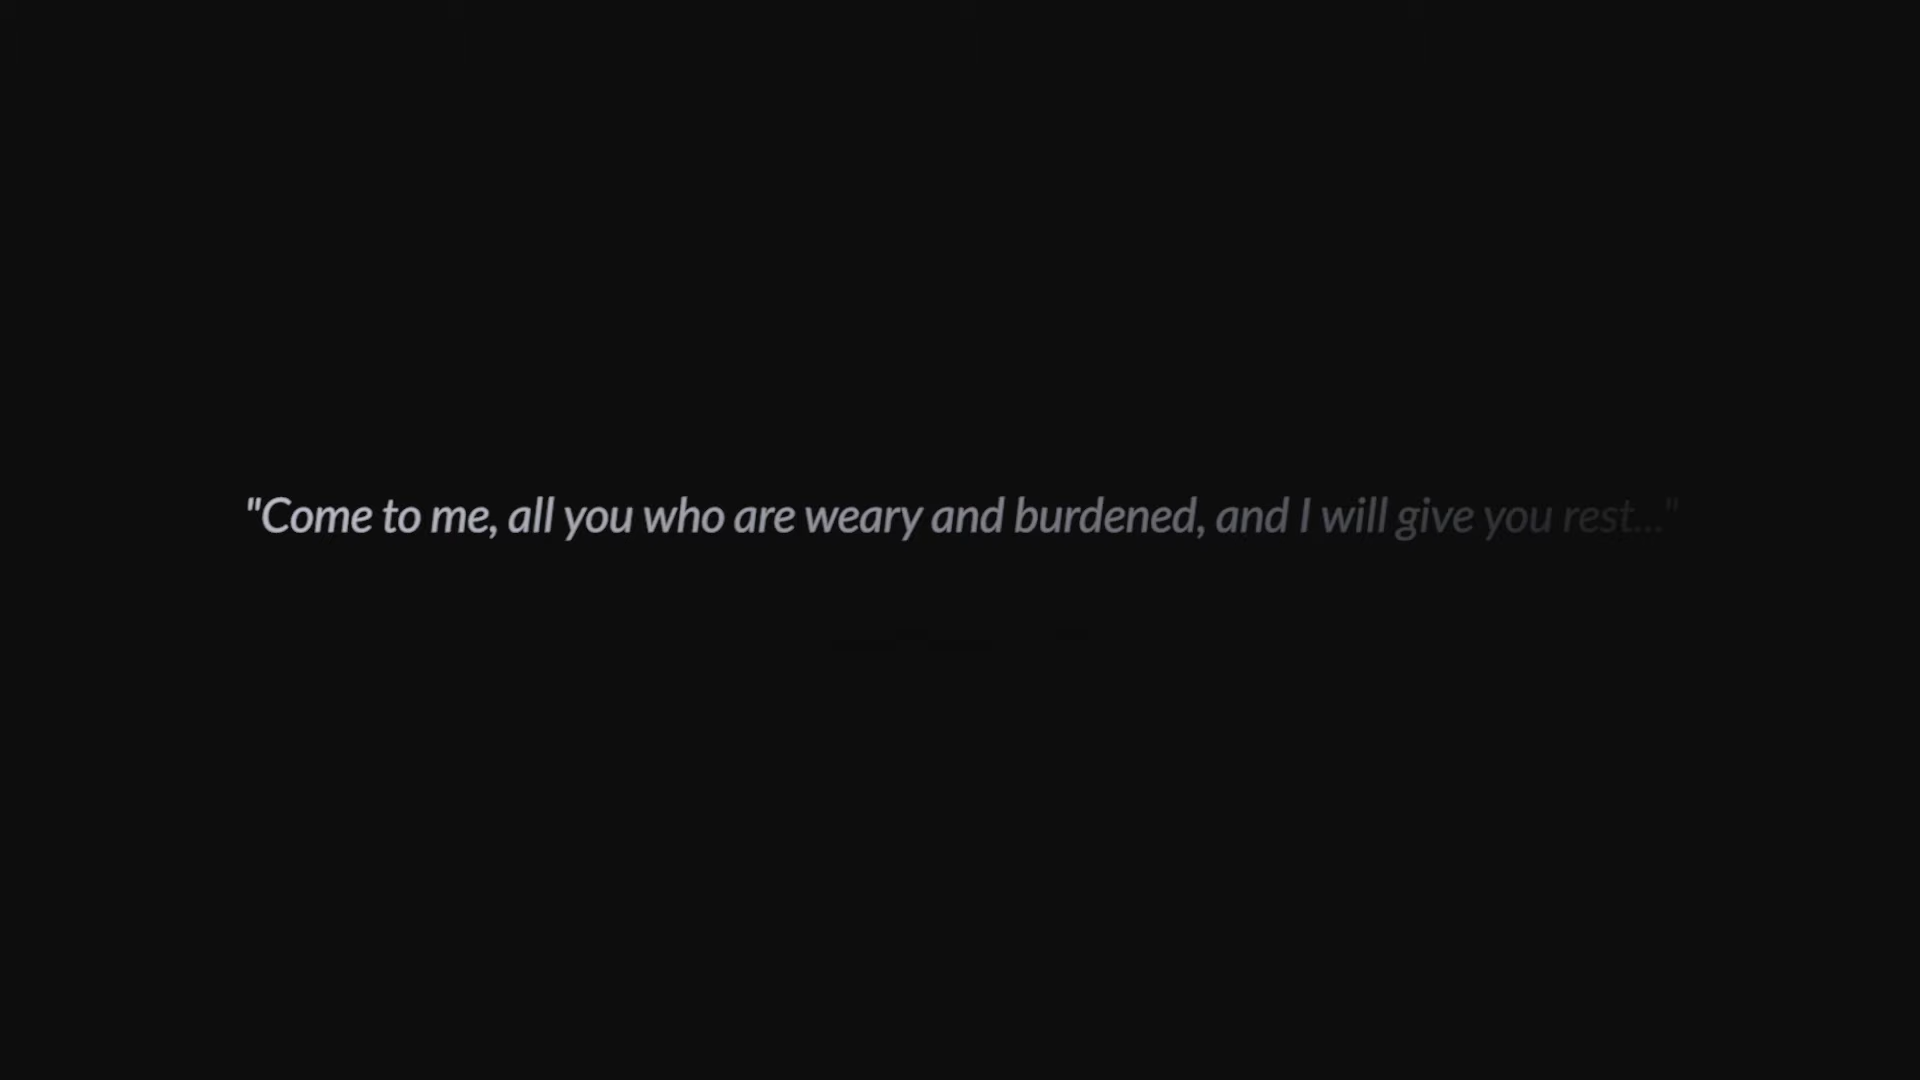 "Come to me, all you who are weary and burdened, and I will give you rest..."